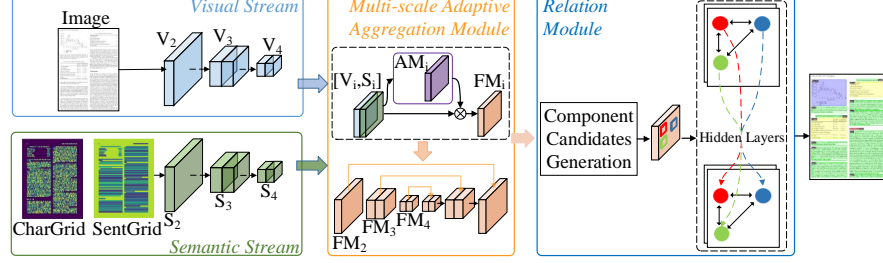 Image
Visual Stream
V2
V3
V4
CharGrid
SentGrid
S2
S3
S4
Semantic Stream
Multi-scale Adaptive
Aggregation Module
[Vi,Si]
AMi
FMi
FM2
FM3
FM4
Relation
Module
Component
Candidates
Generation
Hidden Layers